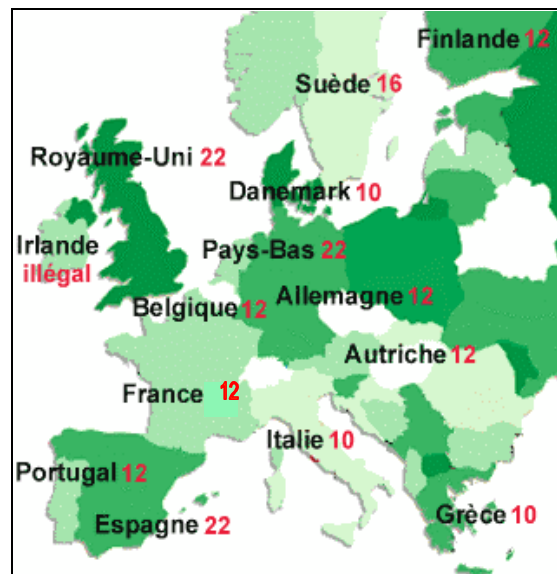 Finlande 12
Suède 16
Royaume-Uni 22
Danemark 10
Irlande
illégal
Pays-Bas 22
Belgique 12
Allemagne 12
Autriche 12
France 12
Italie 10
Portugal 12
Espagne 22
Grèce 10